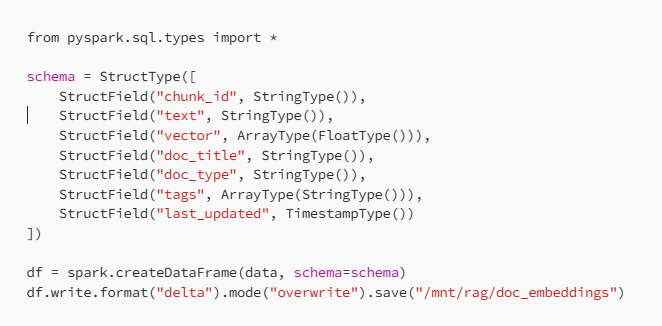 from pyspark.sql.types import *

schema = StructType([
    StructField("chunk_id", StringType()),
    StructField("text", StringType()),
    StructField("vector", ArrayType(FloatType())),
    StructField("doc_title", StringType()),
    StructField("doc_type", StringType()),
    StructField("tags", ArrayType(StringType())),
    StructField("last_updated", TimestampType())
])

df = spark.createDataFrame(data, schema=schema)
df.write.format("delta").mode("overwrite").save("/mnt/rag/doc_embeddings")